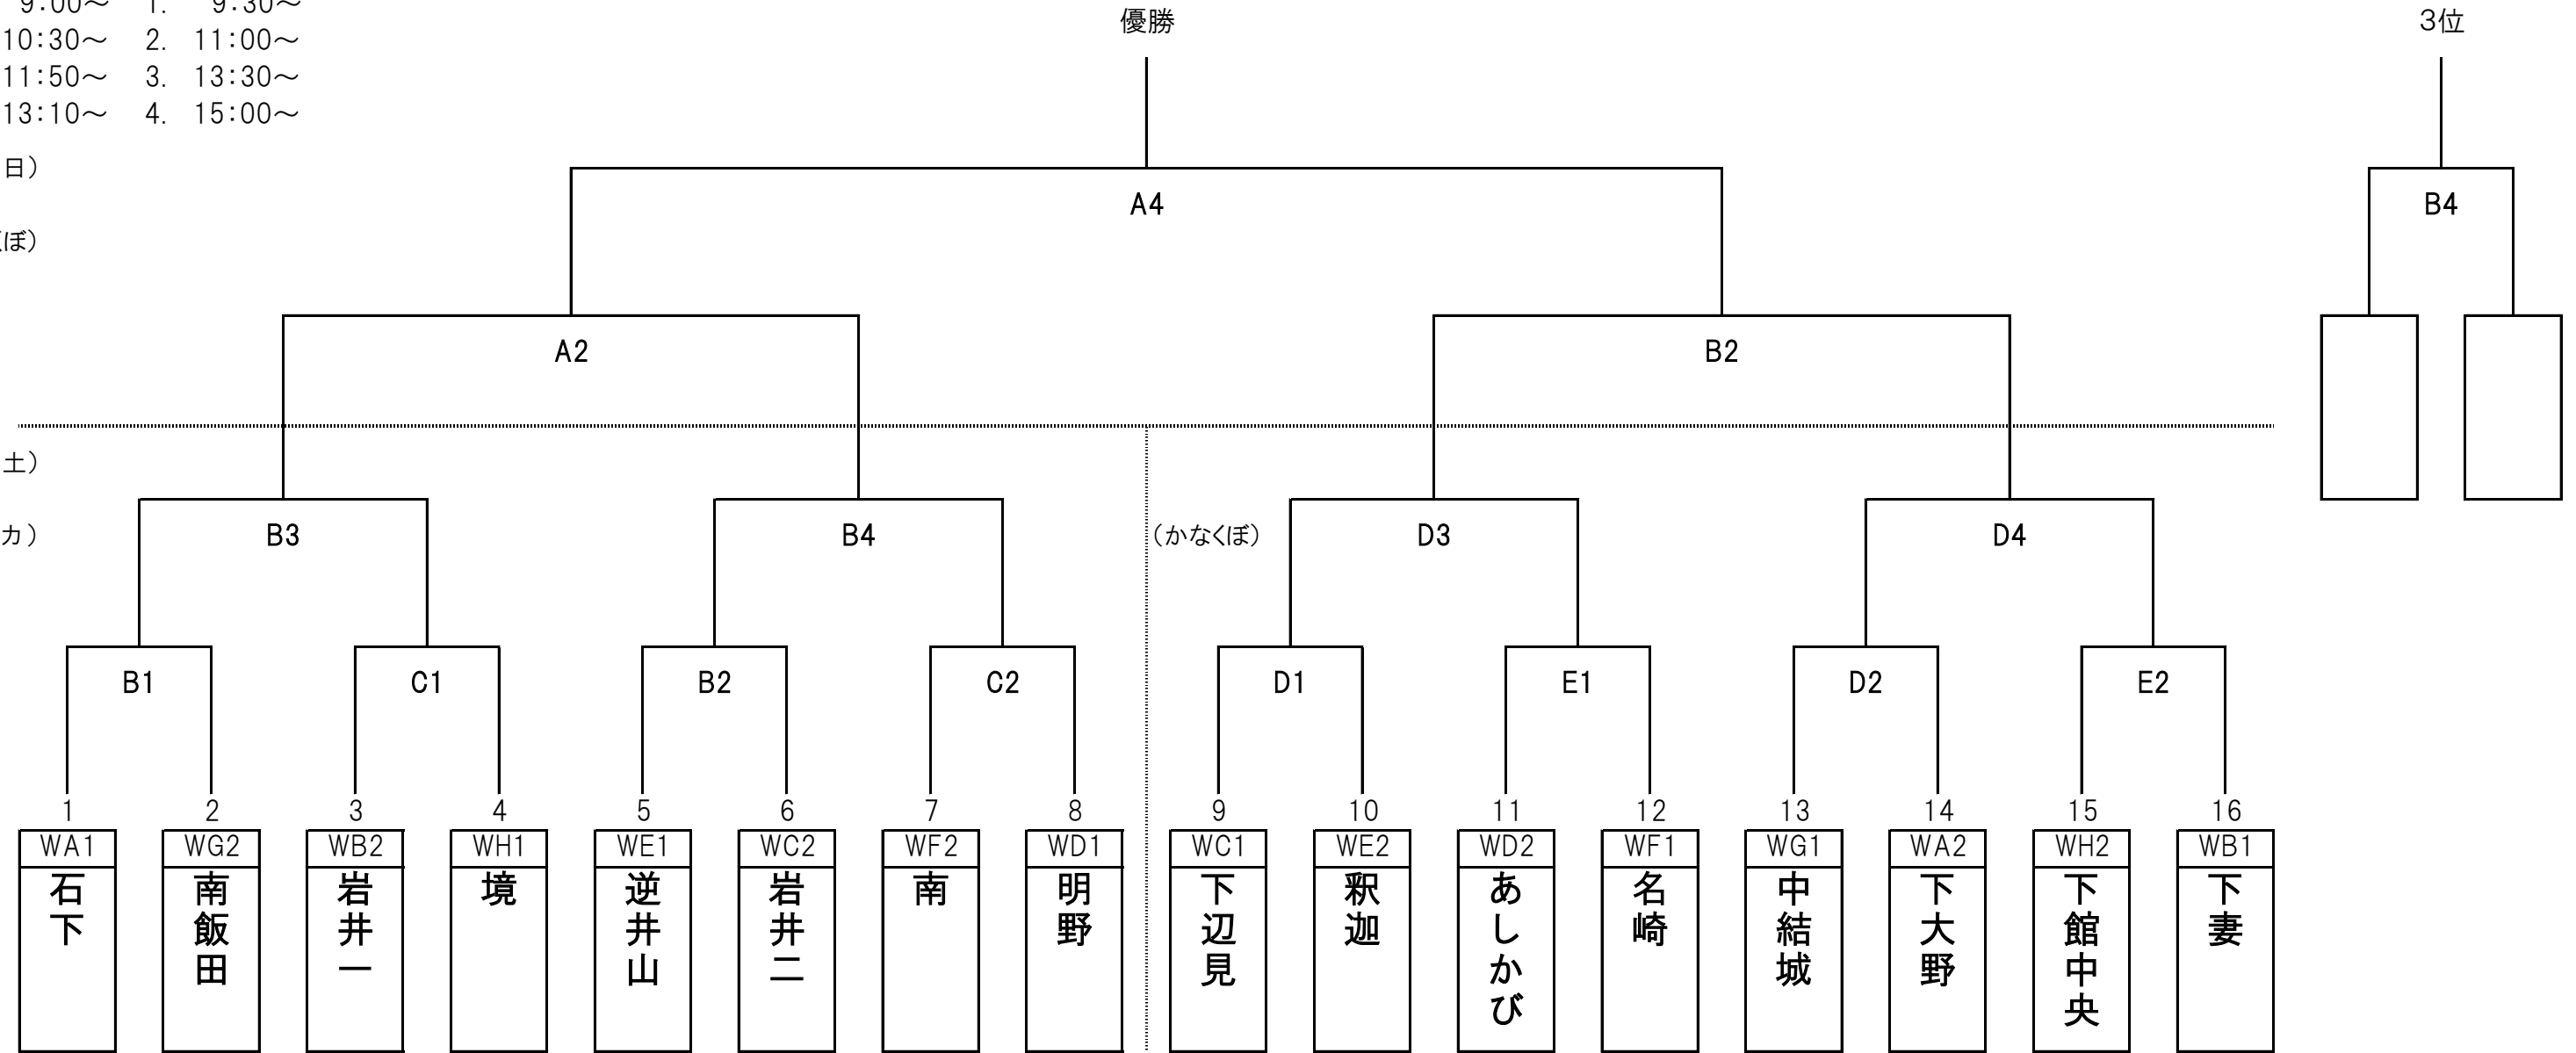 9:00～ 1. 9:30～
10:30～ 2. 11:00～
11:50～ 3. 13:30～
13:10～ 4. 15:00～
優勝
3位
日）
A4
B4
くぼ）
A2
B2
土）
カ）
B3
B4
（かなくぼ）
D3
D4
B1
C1
B2
C2
D1
E1
D2
E2
1 2 3 4 5 6 7 8 9 10 11 12 13 14 15 16
WA1 WG2 WB2 WH1 WE1 WC2 WF2 WD1 WC1 WE2 WD2 WF1 WG1 WA2 WH2 WB1
石下
南飯田
岩井一
境
逆井山
岩井二
南
明野
下辺見
釈迦
あしかび
名崎
中結城
下大野
下館中央
下妻